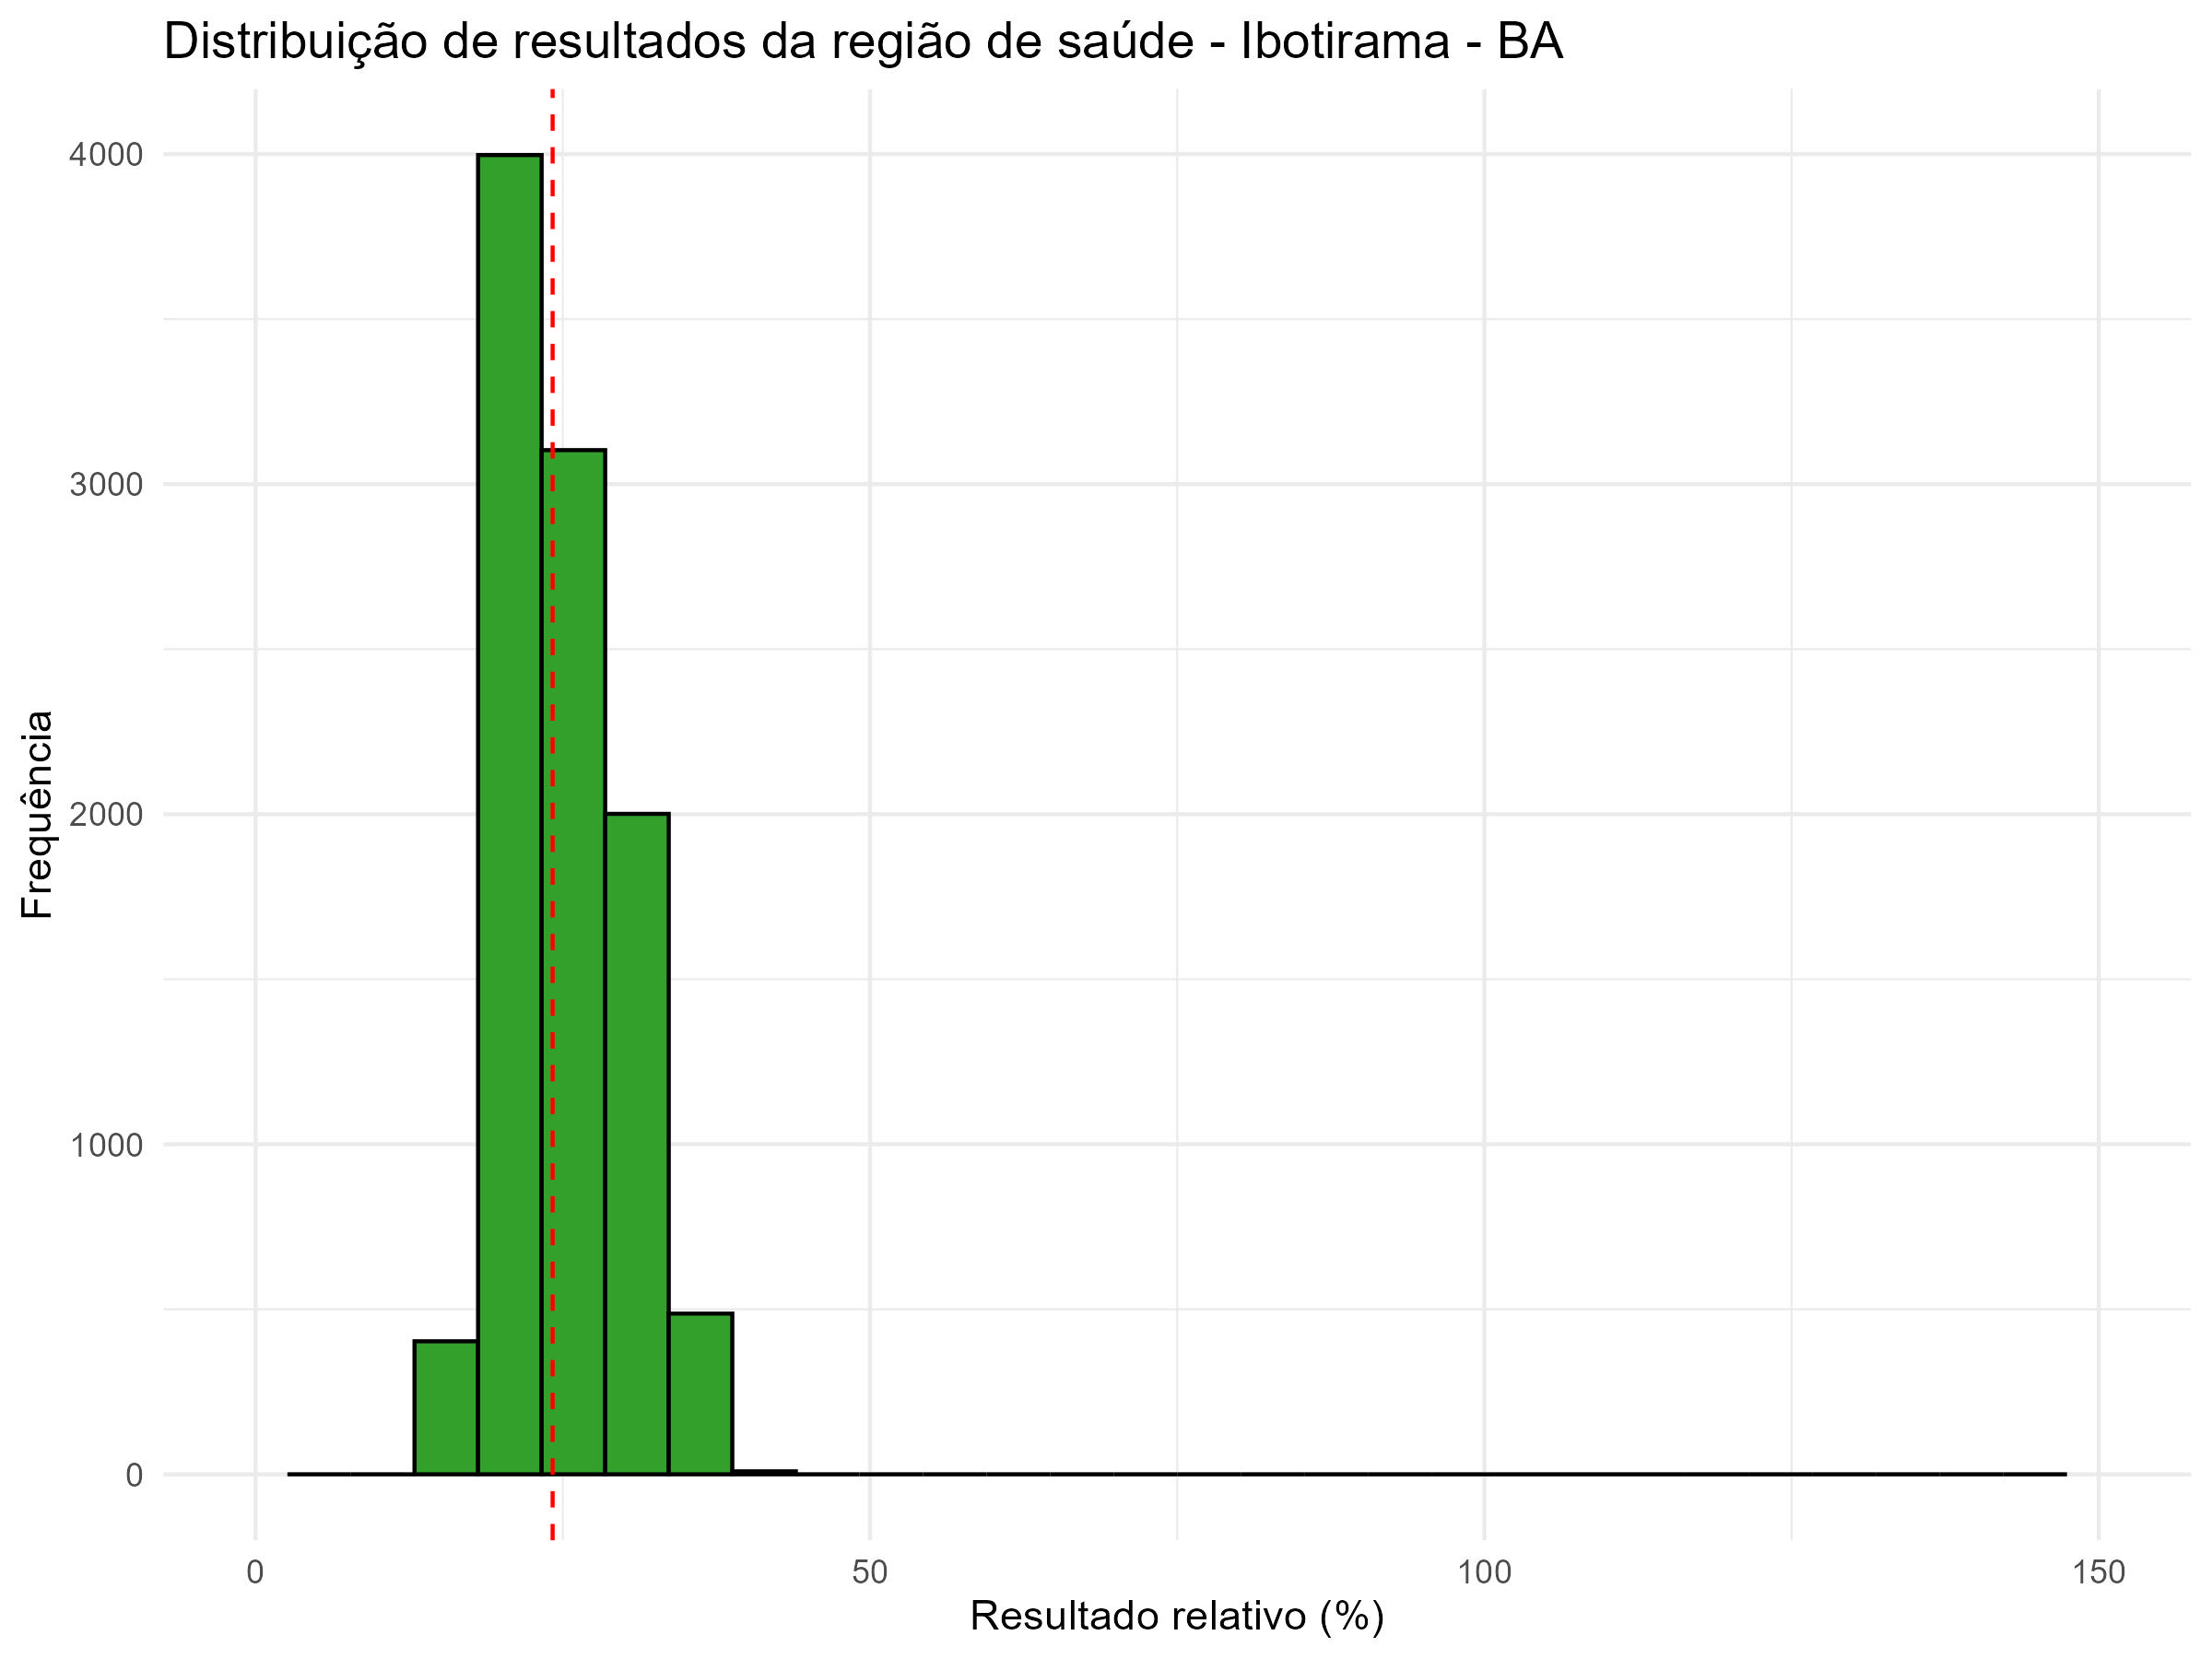 Distribuição de resultados da região de saúde - Ibotirama - BA
Frequência
4000
3000
2000
1000
0
0 50 100 150
Resultado relativo (%)